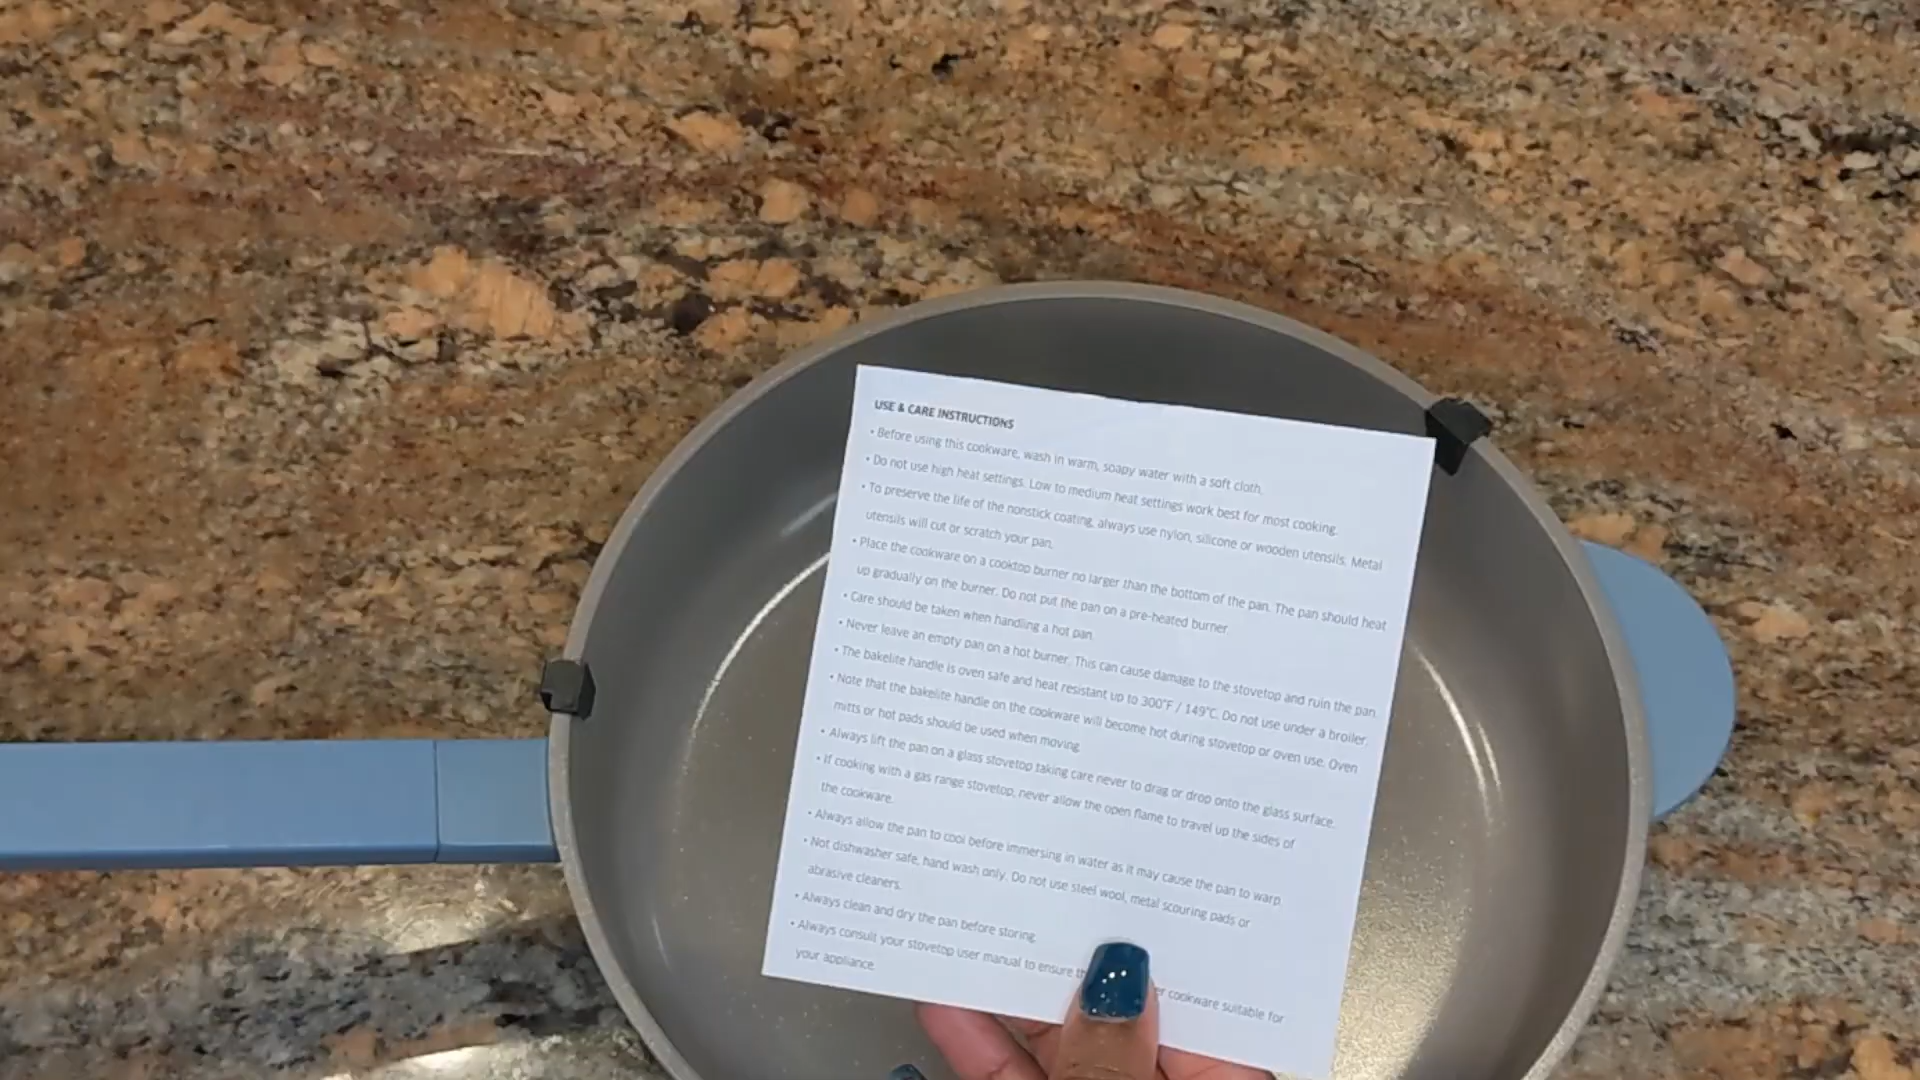 USE & CARE INSTRUCTIONS
• Before using this cookware, wash in warm, soapy water with a soft cloth.
• Do not use high heat settings. Low to medium heat settings work best for most cooking.
• To preserve the life of the nonstick coating, always use nylon, silicone or wooden utensils. Metal
utensils will cut or scratch your pan.
• Place the cookware on a cooktop burner no larger than the bottom of the pan. The pan should heat
up gradually on the burner. Do not put the pan on a pre-heated burner.
• Care should be taken when handling a hot pan.
• Never leave an empty pan on a hot burner. This can cause damage to the stovetop and ruin the pan.
• The bakelite handle is oven safe and heat resistant up to 300°F / 149°C. Do not use under a broiler.
• Note that the bakelite handle on the cookware will become hot during stovetop or oven use. Oven
mitts or hot pads should be used when moving.
• Always lift the pan on a glass stovetop taking care never to drag or drop onto the glass surface.
• If cooking with a gas range stovetop, never allow the open flame to travel up the sides of
the cookware.
• Always allow the pan to cool before immersing in water as it may cause the pan to warp.
• Not dishwasher safe, hand wash only. Do not use steel wool, metal scouring pads or
abrasive cleaners.
• Always clean and dry the pan before storing.
• Always consult your stovetop user manual to ensure cookware suitable for
your appliance.